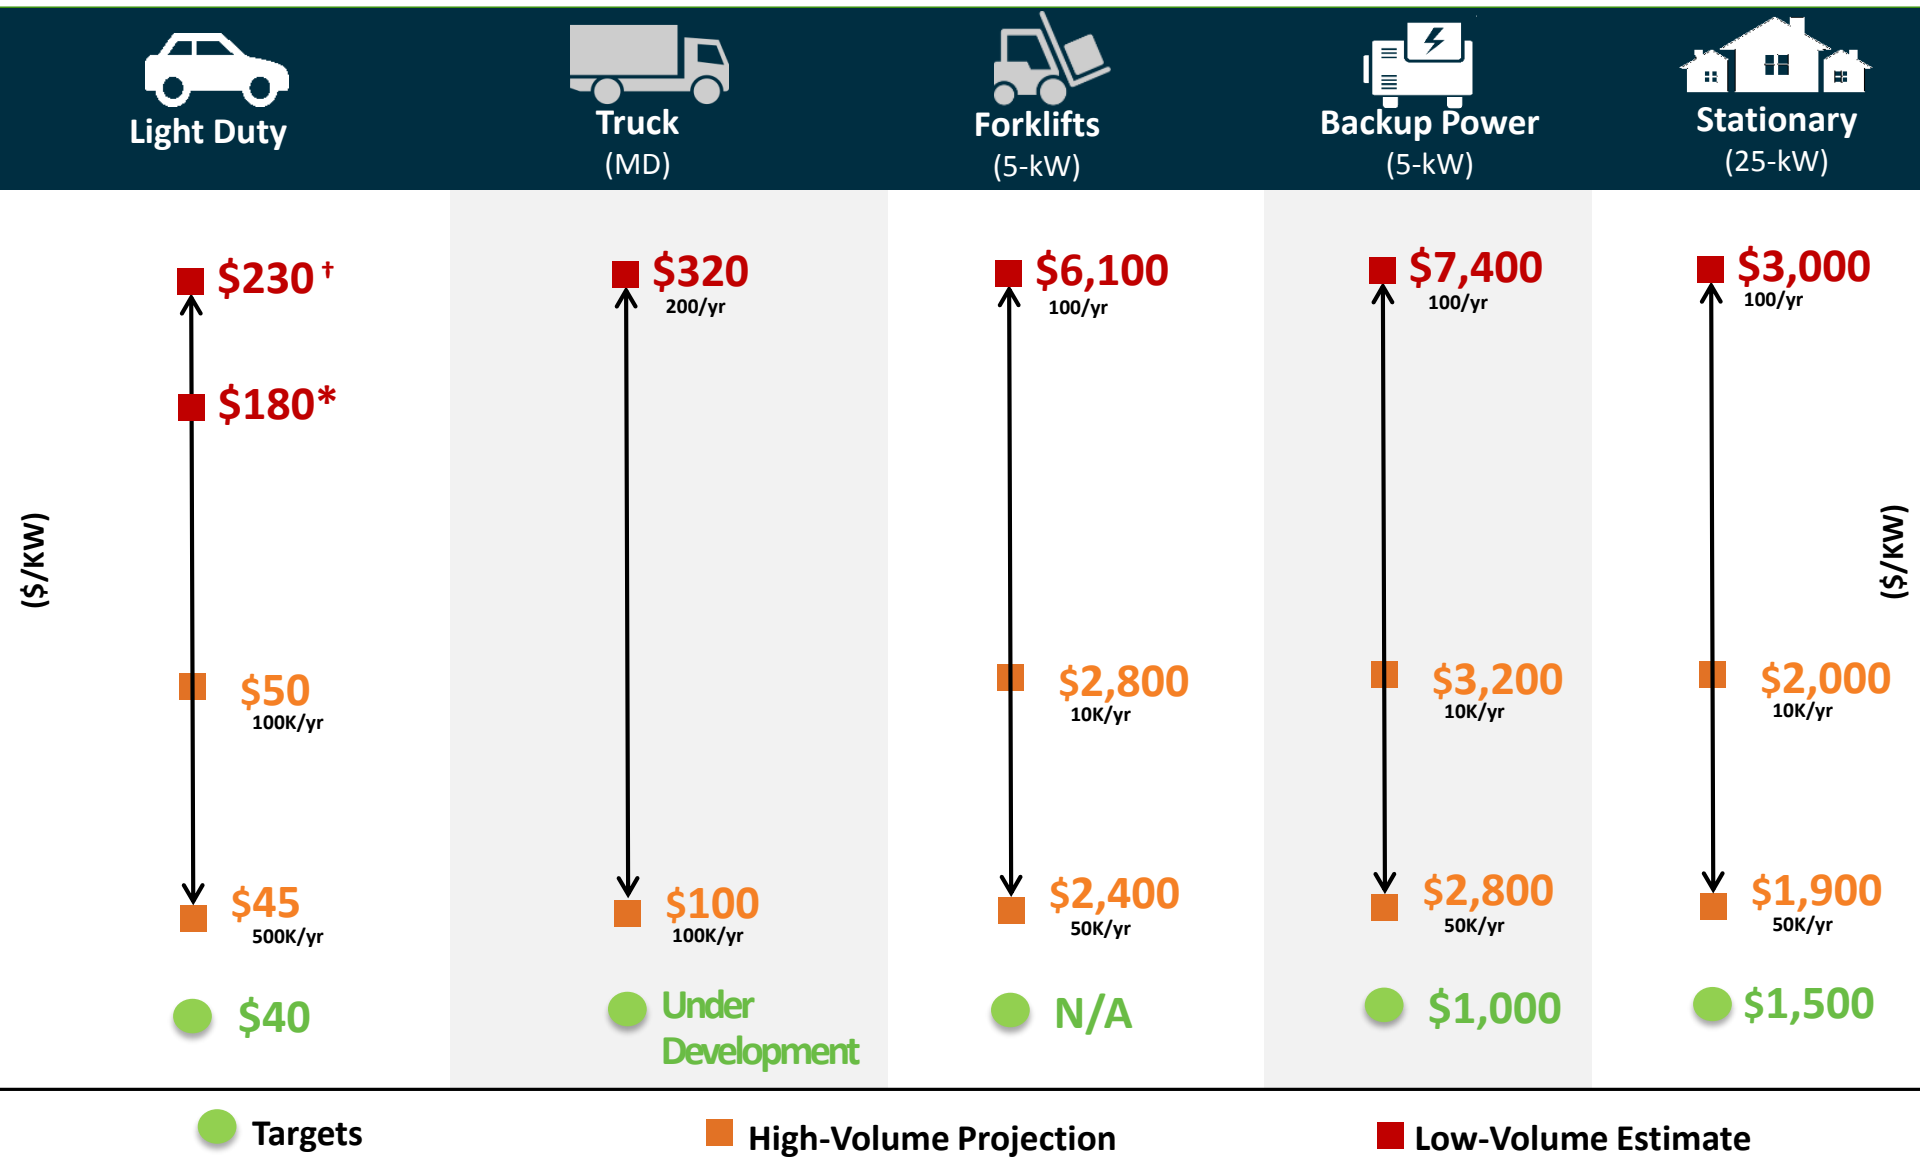 Light Duty
Truck
(MD)
Forklifts
(5-kW)
Backup Power
(5-kW)
Stationary
(25-kW)
($/KW)
$230 †
$180*
$50
100K/yr
$45
500K/yr
$40
$320
200/yr
$100
100K/yr
Under
Development
$6,100
100/yr
$2,800
10K/yr
$2,400
50K/yr
N/A
$7,400
100/yr
$3,200
10K/yr
$2,800
50K/yr
$1,000
$3,000
100/yr
$2,000
10K/yr
$1,900
50K/yr
$1,500
($/KW)
Targets
High-Volume Projection
Low-Volume Estimate